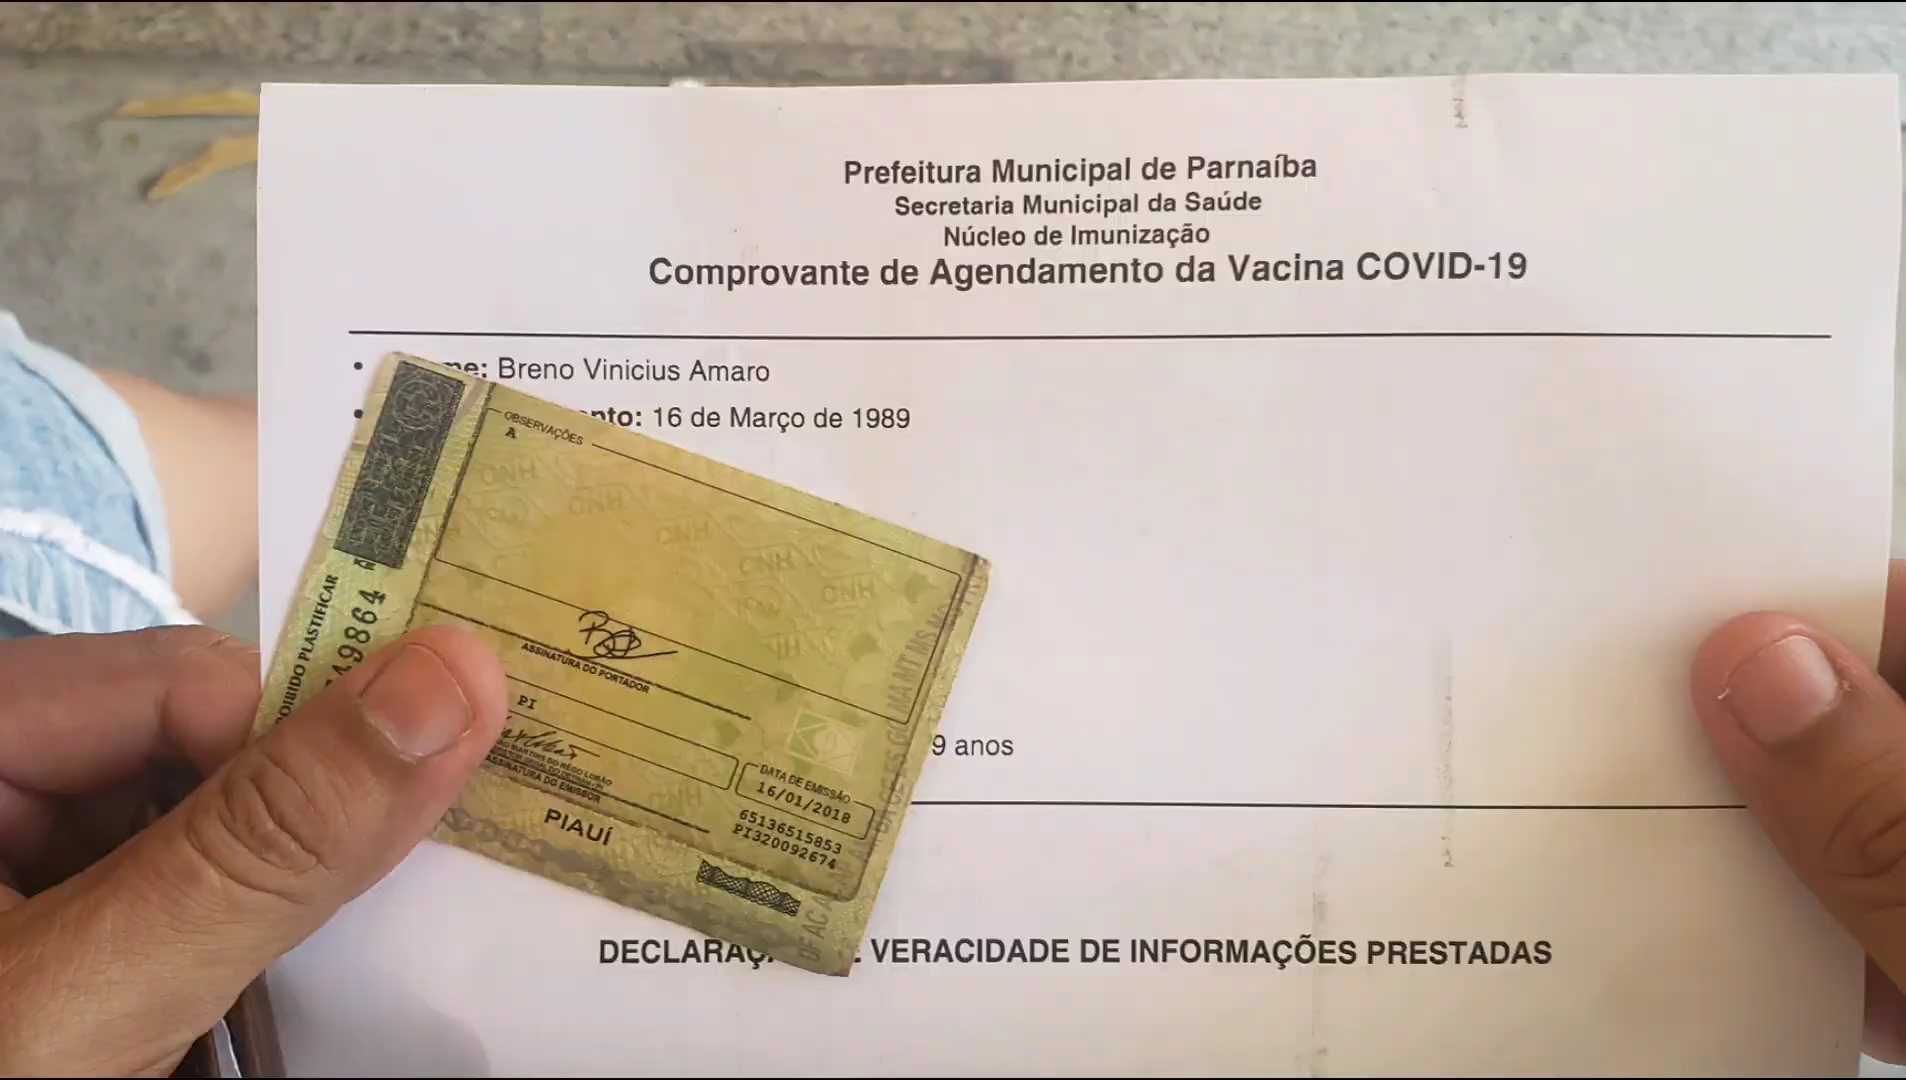 Prefeitura Municipal de Parnaíba
Secretaria Municipal da Saúde
Núcleo de Imunização
Comprovante de Agendamento da Vacina COVID-19
Breno Vinicius Amaro
16 de Março de 1989
OBSERVAÇÕES
A
ASSINATURA DO PORTADOR
PI
ASSINATURA DO EMISSOR
DATA DE EMISSÃO
16/01/2018
65136515853
PI320092674
PIAUÍ
PLASTIFICAR
9 anos
VERACIDADE DE INFORMAÇÕES PRESTADAS